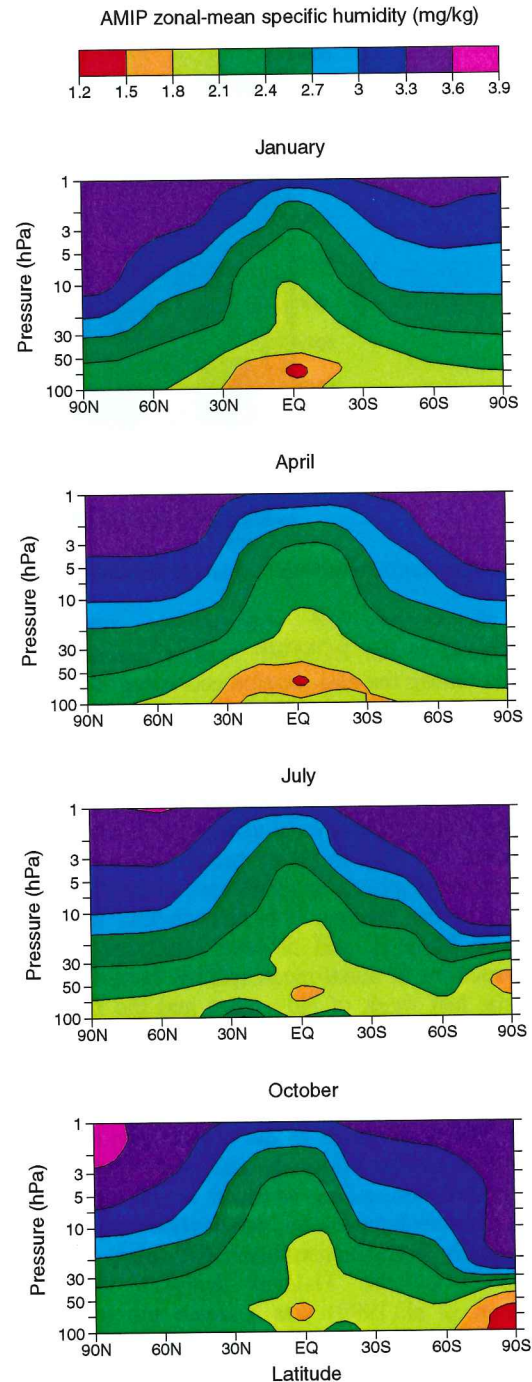 AMIP zonal-mean specific humidity (mg/kg)
1.2 1.5 1.8 2.1 2.4 2.7 3 3.3 3.6 3.9
January
Pressure (hPa)
1
3
5
10
30
50
100
90N 60N 30N EQ 30S 60S 90S
April
Pressure (hPa)
1
3
5
10
30
50
100
90N 60N 30N EQ 30S 60S 90S
July
Pressure (hPa)
1
3
5
10
30
50
100
90N 60N 30N EQ 30S 60S 90S
October
Pressure (hPa)
1
3
5
10
30
50
100
90N 60N 30N EQ 30S 60S 90S
Latitude